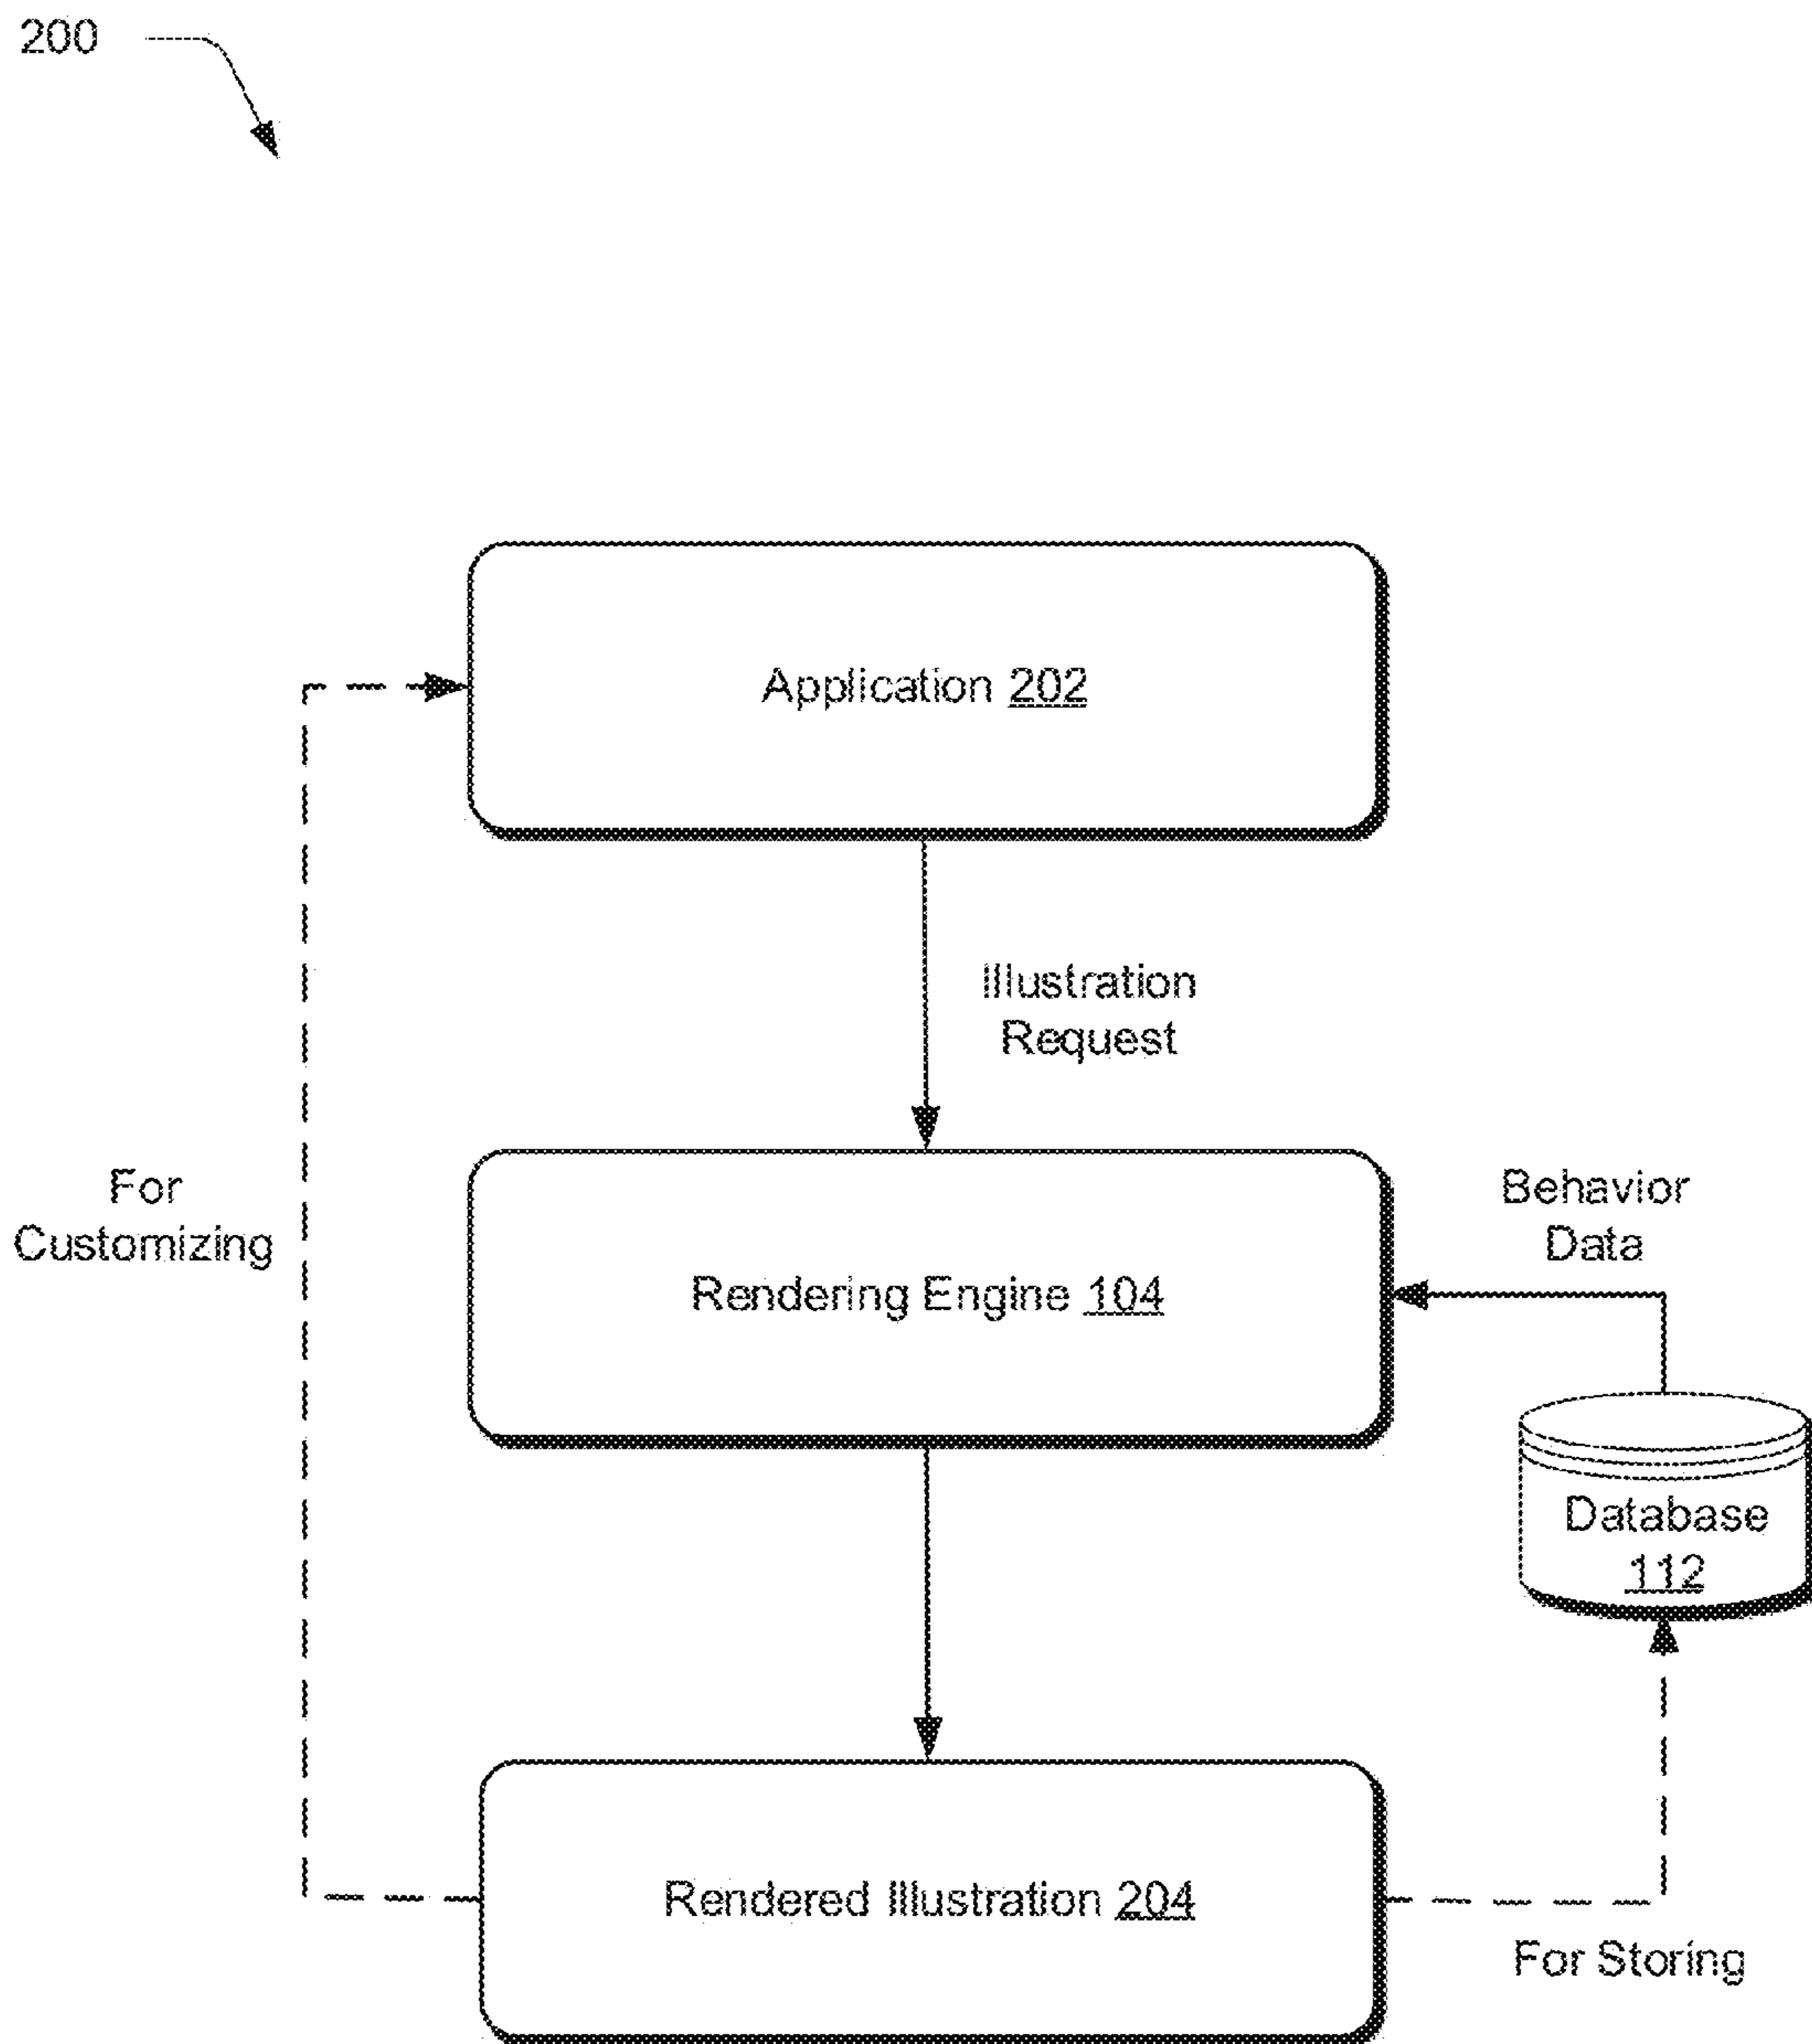 200
Application 202
Illustration
Request
For
Customizing
Behavior
Data
Rendering Engine 104
Database
112
Rendered Illustration 204
For Storing